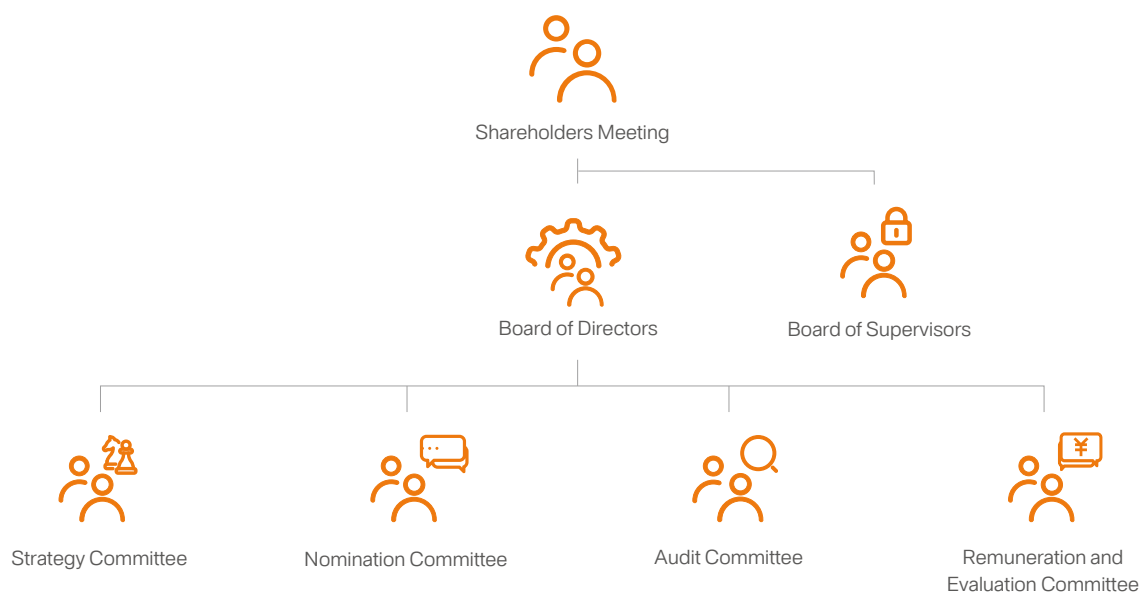 Shareholders Meeting
Board of Directors
Board of Supervisors
¥
Strategy Committee
Nomination Committee
Audit Committee
Remuneration and
Evaluation Committee